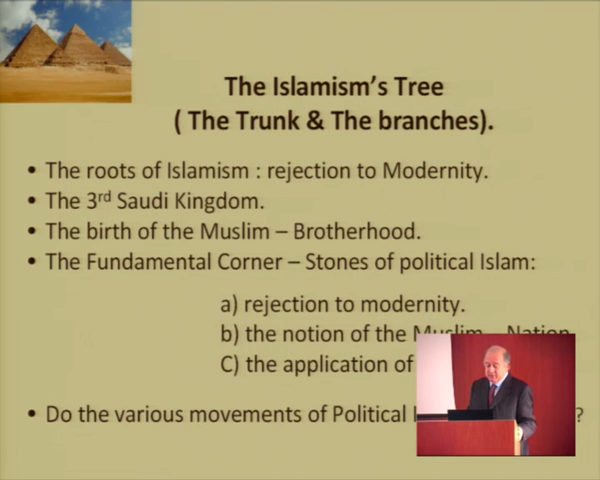 The Islamism's Tree
( The Trunk & The branches).
• The roots of Islamism : rejection to Modernity.
• The 3rd Saudi Kingdom.
• The birth of the Muslim – Brotherhood.
• The Fundamental Corner – Stones of political Islam:
a) rejection to modernity.
b) the notion of the Muslim – Nation
C) the application of
• Do the various movements of Political ?